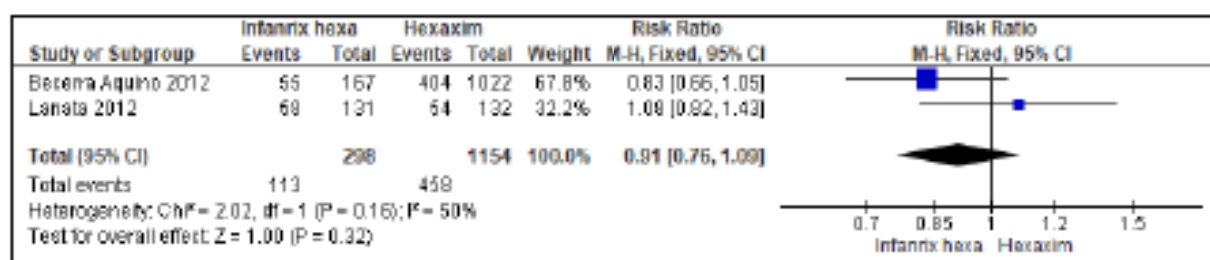 Infanrix hexa Hexaxim Risk Ratio Risk Ratio
Study or Subgroup Events Total Events Total Weight M-H, Fixed, 95% CI M-H, Fixed, 95% CI
Becerra Aquino 2012 55 167 404 1022 67.8% 0.83 [0.66, 1.05]
Lanata 2012 58 131 54 132 32.2% 1.08 [0.82, 1.43]
Total (95% CI) 298 1154 100.0% 0.91 [0.76, 1.09]
Total events 113 458
Heterogeneity: Chi² = 2.02, df = 1 (P = 0.16); I² = 50%
Test for overall effect: Z = 1.00 (P = 0.32)
0.7 0.85 1 1.2 1.5
Infanrix hexa Hexaxim